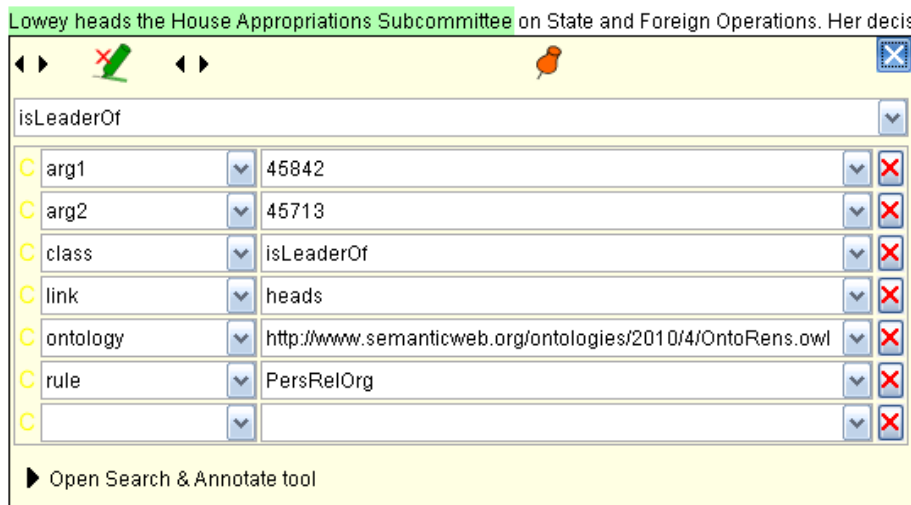 Lowey heads the House Appropriations Subcommittee on State and Foreign Operations. Her decis
isLeaderOf
C arg1 45842
C arg2 45713
C class isLeaderOf
C link heads
C ontology http://www.semanticweb.org/ontologies/2010/4/OntoRens.owl
C rule PersRelOrg
C
Open Search & Annotate tool